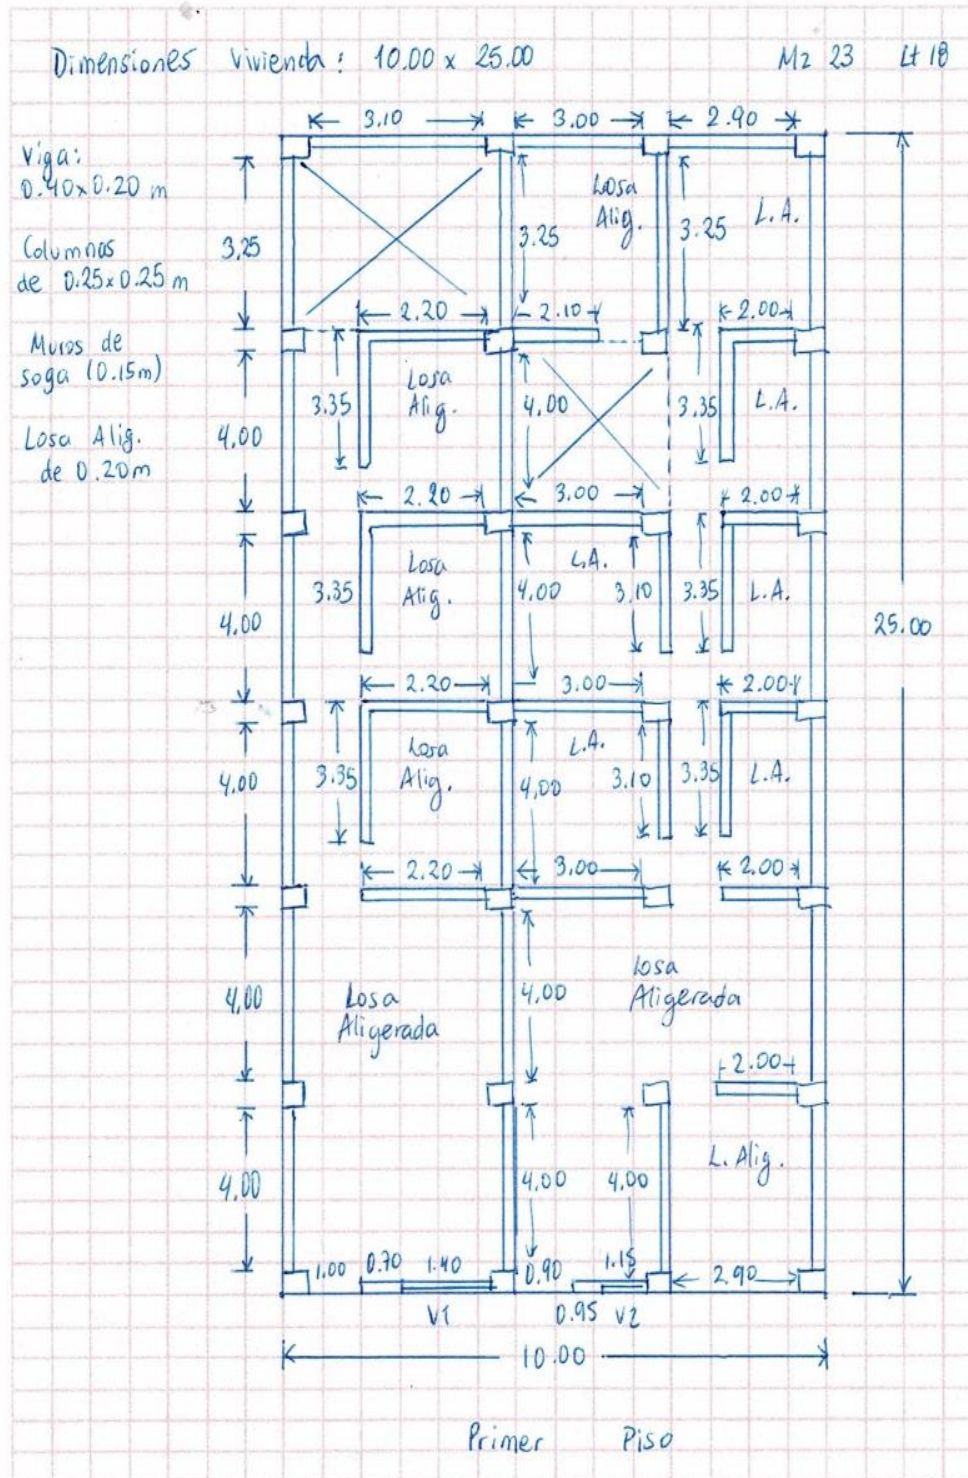 Dimensiones Vivienda: 10.00 x 25.00 Mz 23 Lt 18
3.10 3.00 2.90
Viga:
0.40x0.20 m
Columnas
de 0.25x0.25 m
Muros de
soga (0.15m)
Losa Alig.
de 0.20m
3,25 3.25 Losa Alig. 3.25 L.A.
2.20 2.10 2.00
4,00 3.35 Losa Alig. 4,00 3.35 L.A.
2.20 3.00 2.00
4,00 3.35 Losa Alig. 4,00 L.A. 3.10 3.35 L.A.
25.00
2.20 3.00 2.00
4,00 3.35 Losa Alig. 4,00 L.A. 3.10 3.35 L.A.
2.20 3.00 2.00
4,00 Losa Aligerada 4,00 Losa Aligerada
2.00
4,00 4,00 4,00 L. Alig.
1.00 0.70 1.40 0.90 1.15 2.90
V1 0.95 V2
10.00
Primer Piso